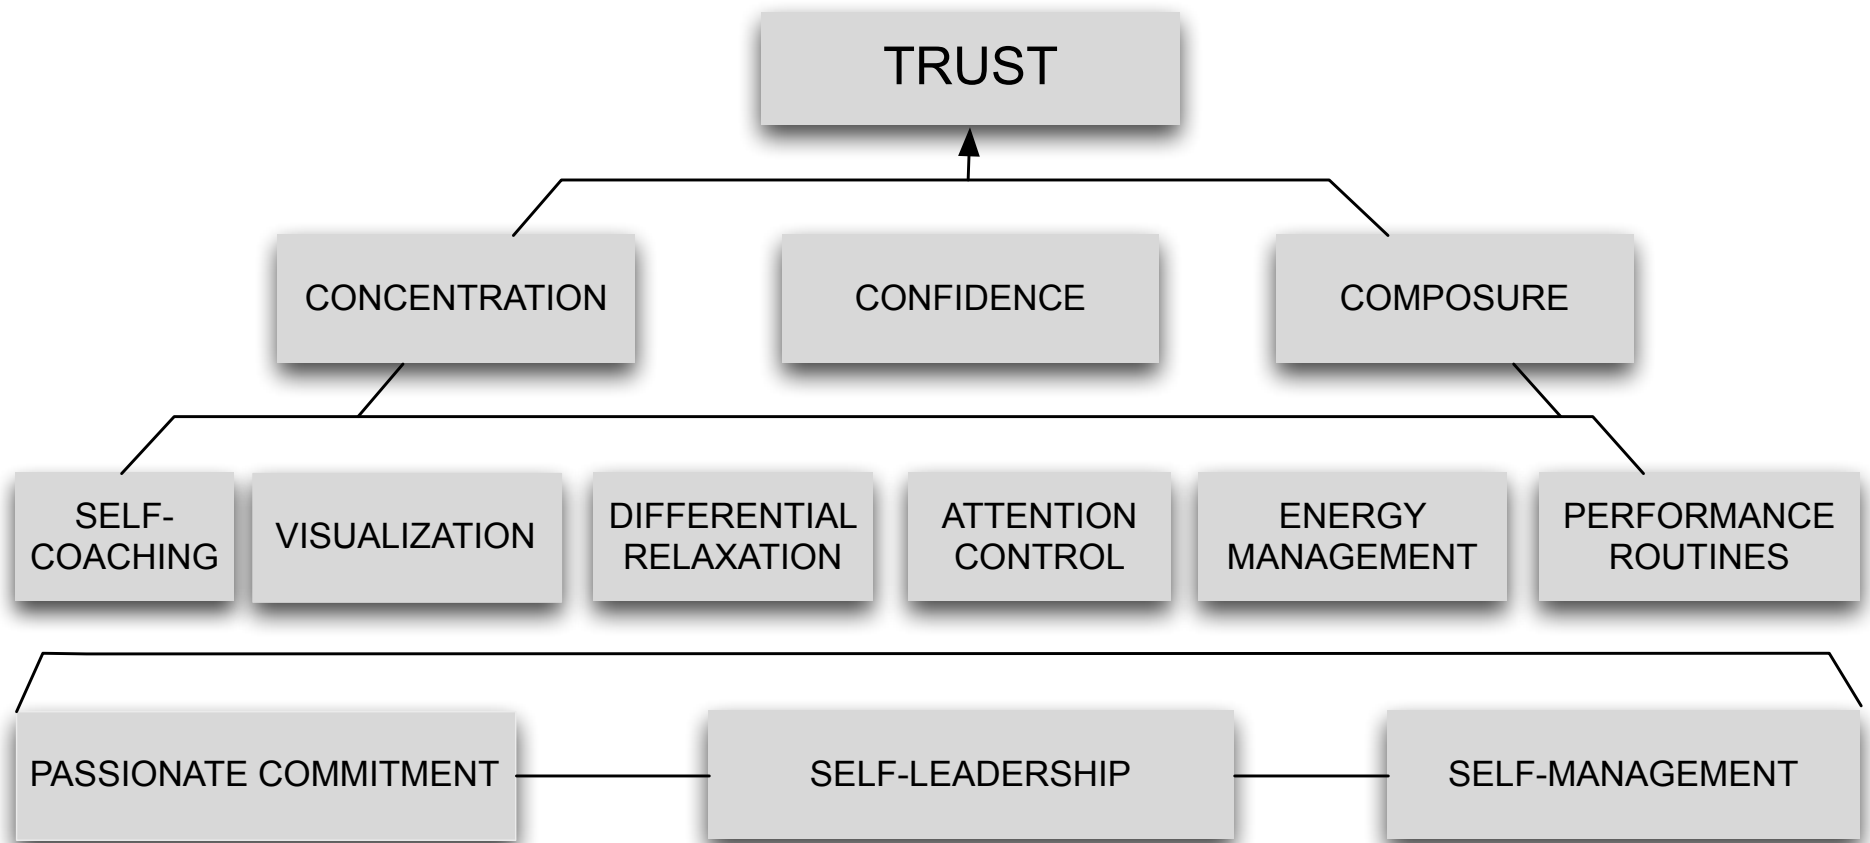 TRUST
CONCENTRATION
CONFIDENCE
COMPOSURE
SELF-
COACHING
VISUALIZATION
DIFFERENTIAL
RELAXATION
ATTENTION
CONTROL
ENERGY
MANAGEMENT
PERFORMANCE
ROUTINES
PASSIONATE COMMITMENT
SELF-LEADERSHIP
SELF-MANAGEMENT